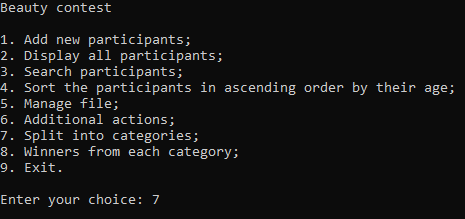 Beauty contest
1. Add new participants;
2. Display all participants;
3. Search participants;
4. Sort the participants in ascending order by their age;
5. Manage file;
6. Additional actions;
7. Split into categories;
8. Winners from each category;
9. Exit.
Enter your choice: 7